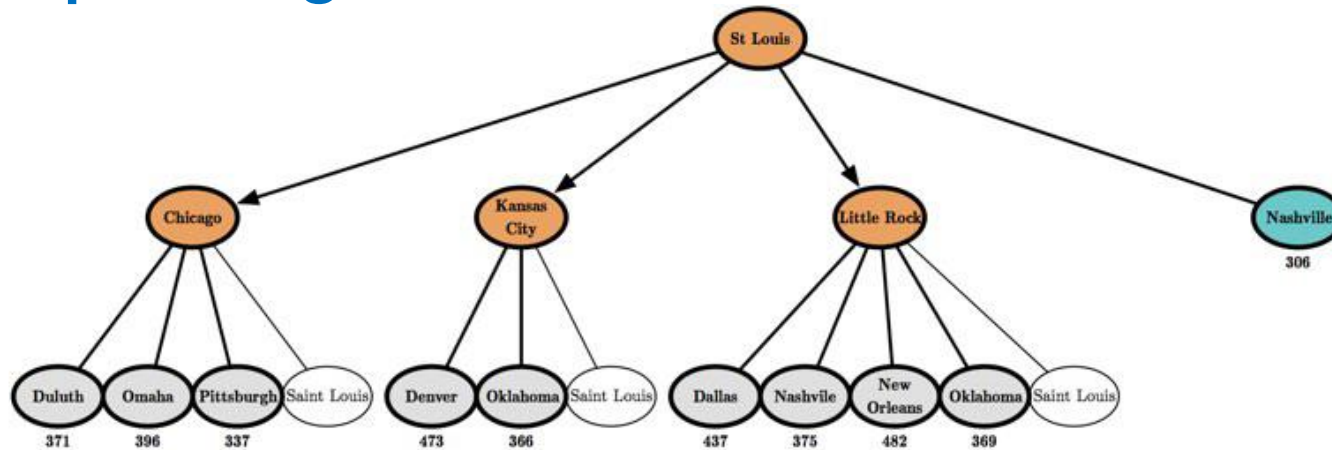 St Louis
Chicago
Kansas
City
Little Rock
Nashville
306
Duluth
Omaha
Pittsburgh
Saint Louis
Denver
Oklahoma
Saint Louis
Dallas
Nashvile
New
Orleans
Oklahoma
Saint Louis
371
396
337
473
366
437
375
482
369